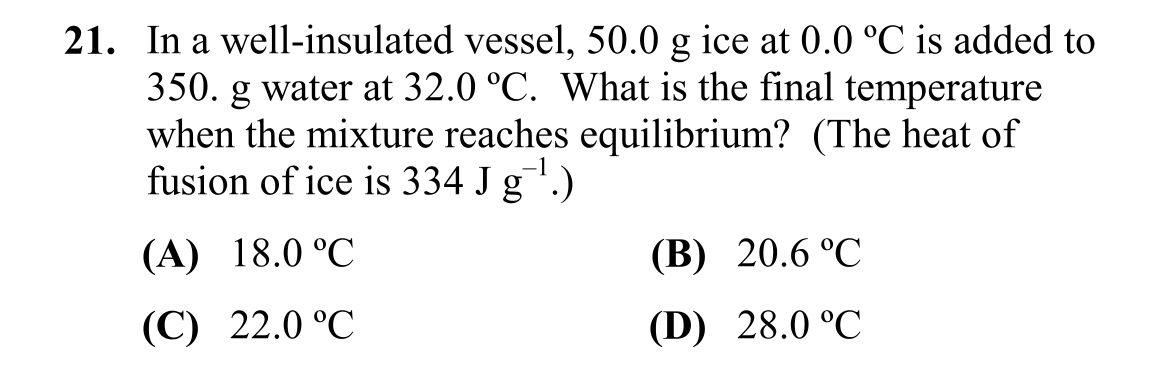 21. In a well-insulated vessel, 50.0 g ice at 0.0 ºC is added to
350. g water at 32.0 ºC. What is the final temperature
when the mixture reaches equilibrium? (The heat of
fusion of ice is 334 J g⁻¹.)
(A) 18.0 ºC (B) 20.6 ºC
(C) 22.0 ºC (D) 28.0 ºC